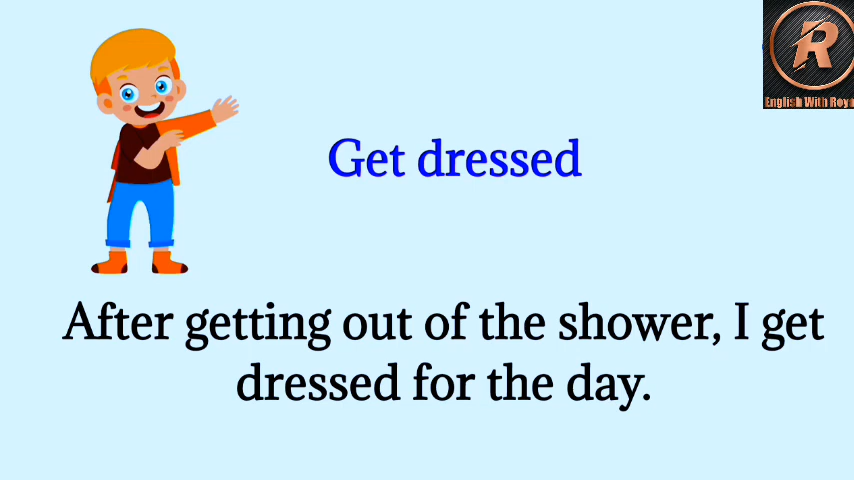 R
English With Roy
Get dressed
After getting out of the shower, I get
dressed for the day.